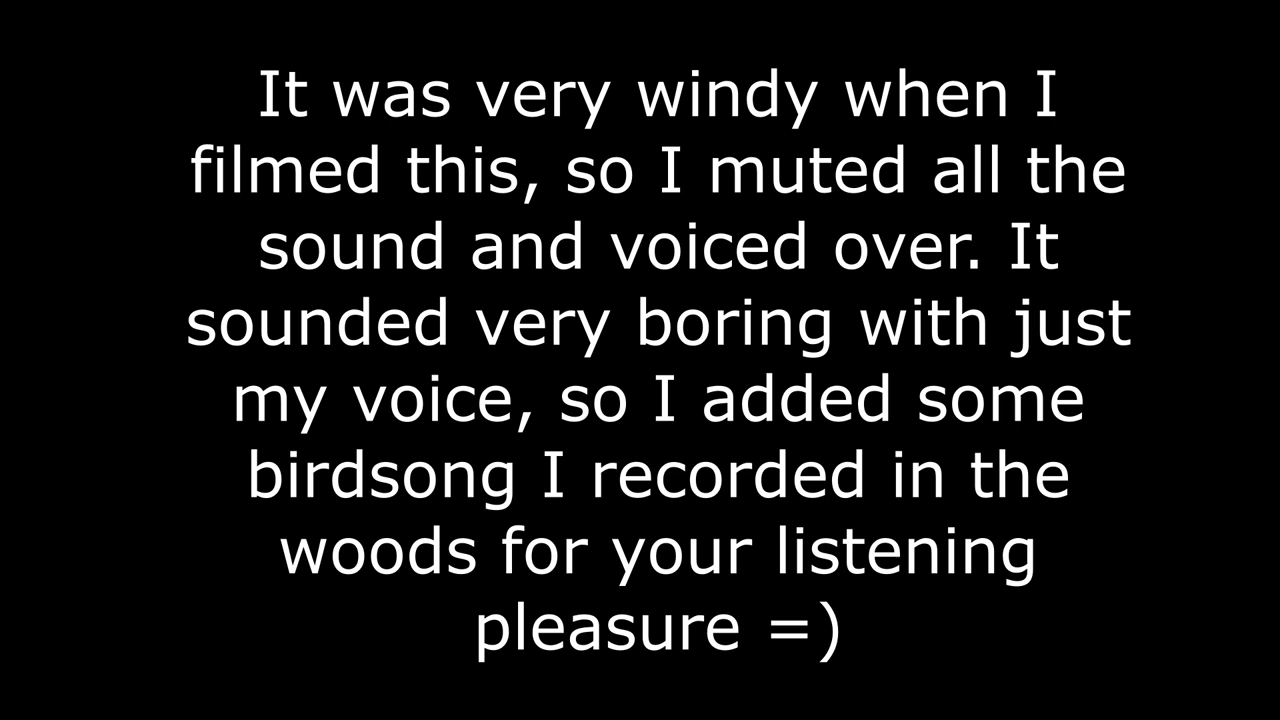 It was very windy when I
filmed this, so I muted all the
sound and voiced over. It
sounded very boring with just
my voice, so I added some
birdsong I recorded in the
woods for your listening
pleasure =)